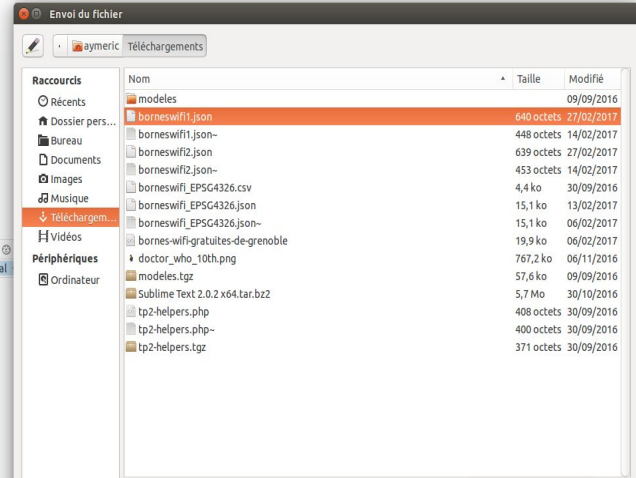 Envoi du fichier
aymeric Téléchargements
Raccourcis
Récents
Dossier pers...
Bureau
Documents
Images
Musique
Téléchargem...
Vidéos
Périphériques
Ordinateur
Nom Taille Modifié
modeles 09/09/2016
borneswifi1.json 640 octets 27/02/2017
borneswifi1.json~ 448 octets 14/02/2017
borneswifi2.json 639 octets 27/02/2017
borneswifi2.json~ 453 octets 14/02/2017
borneswifi_EPSG4326.csv 4,4 ko 30/09/2016
borneswifi_EPSG4326.json 15,1 ko 13/02/2017
borneswifi_EPSG4326.json~ 15,1 ko 06/02/2017
bornes-wifi-gratuites-de-grenoble 19,9 ko 06/02/2017
doctor_who_10th.png 767,2 ko 06/11/2016
modeles.tgz 57,6 ko 09/09/2016
Sublime Text 2.0.2 x64.tar.bz2 5,7 Mo 30/10/2016
tp2-helpers.php 408 octets 30/09/2016
tp2-helpers.php~ 400 octets 30/09/2016
tp2-helpers.tgz 371 octets 30/09/2016
al